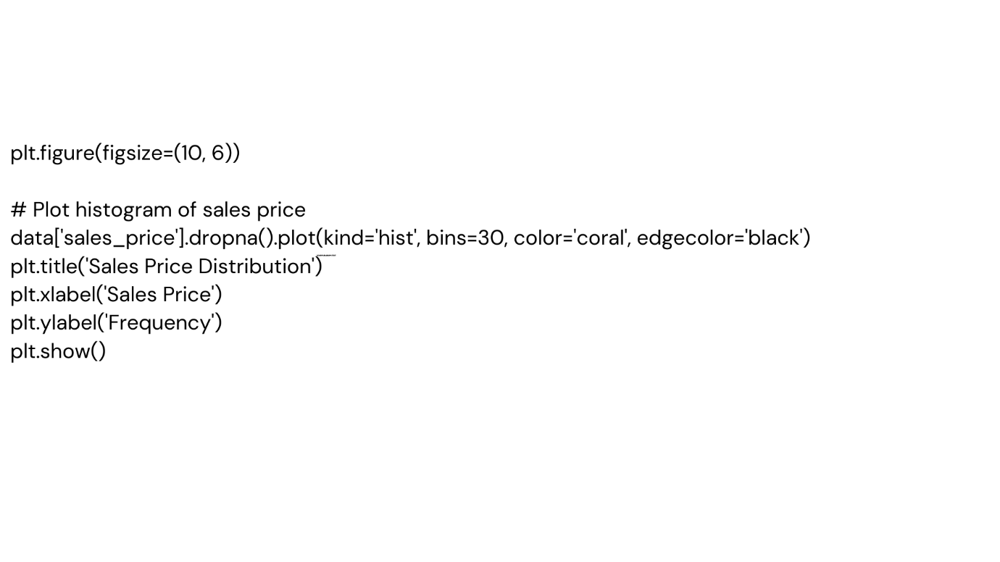 plt.figure(figsize=(10, 6))
# Plot histogram of sales price
data['sales_price'].dropna().plot(kind='hist', bins=30, color='coral', edgecolor='black')
plt.title('Sales Price Distribution')
plt.xlabel('Sales Price')
plt.ylabel('Frequency')
plt.show()